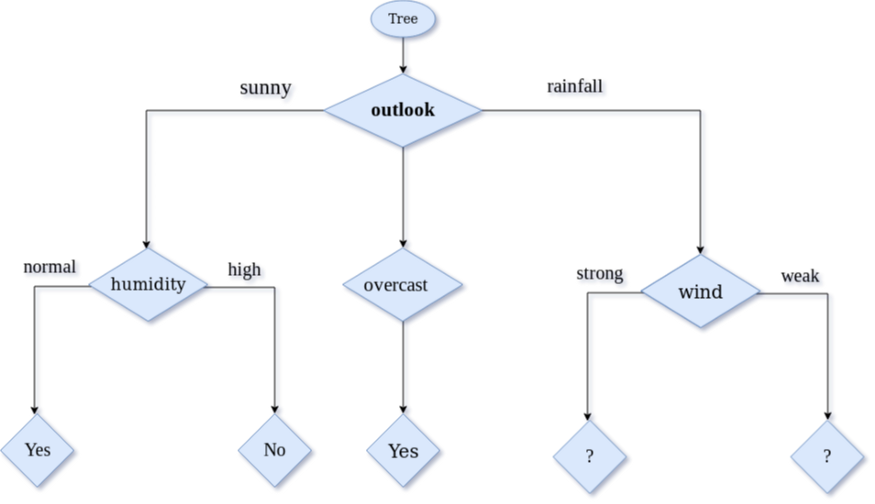 Tree
sunny
rainfall
outlook
normal
humidity
high
overcast
strong
wind
weak
Yes
No
Yes
?
?